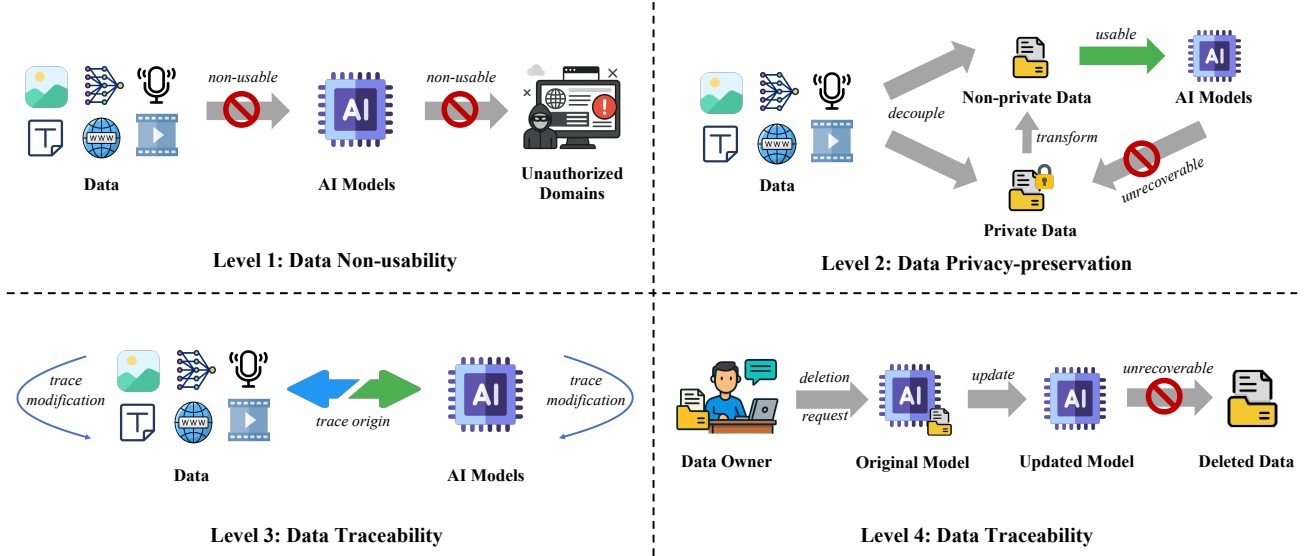 non-usable
non-usable
AI
T
WWW
Data
AI Models
Unauthorized
Domains
Level 1: Data Non-usability
usable
AI
Non-private Data
AI Models
decouple
transform
T
WWW
Data
unrecoverable
Private Data
Level 2: Data Privacy-preservation
trace
modification
AI
trace
modification
T
WWW
trace origin
Data
AI Models
Level 3: Data Traceability
deletion
request
update
unrecoverable
AI
AI
Data Owner
Original Model
Updated Model
Deleted Data
Level 4: Data Traceability